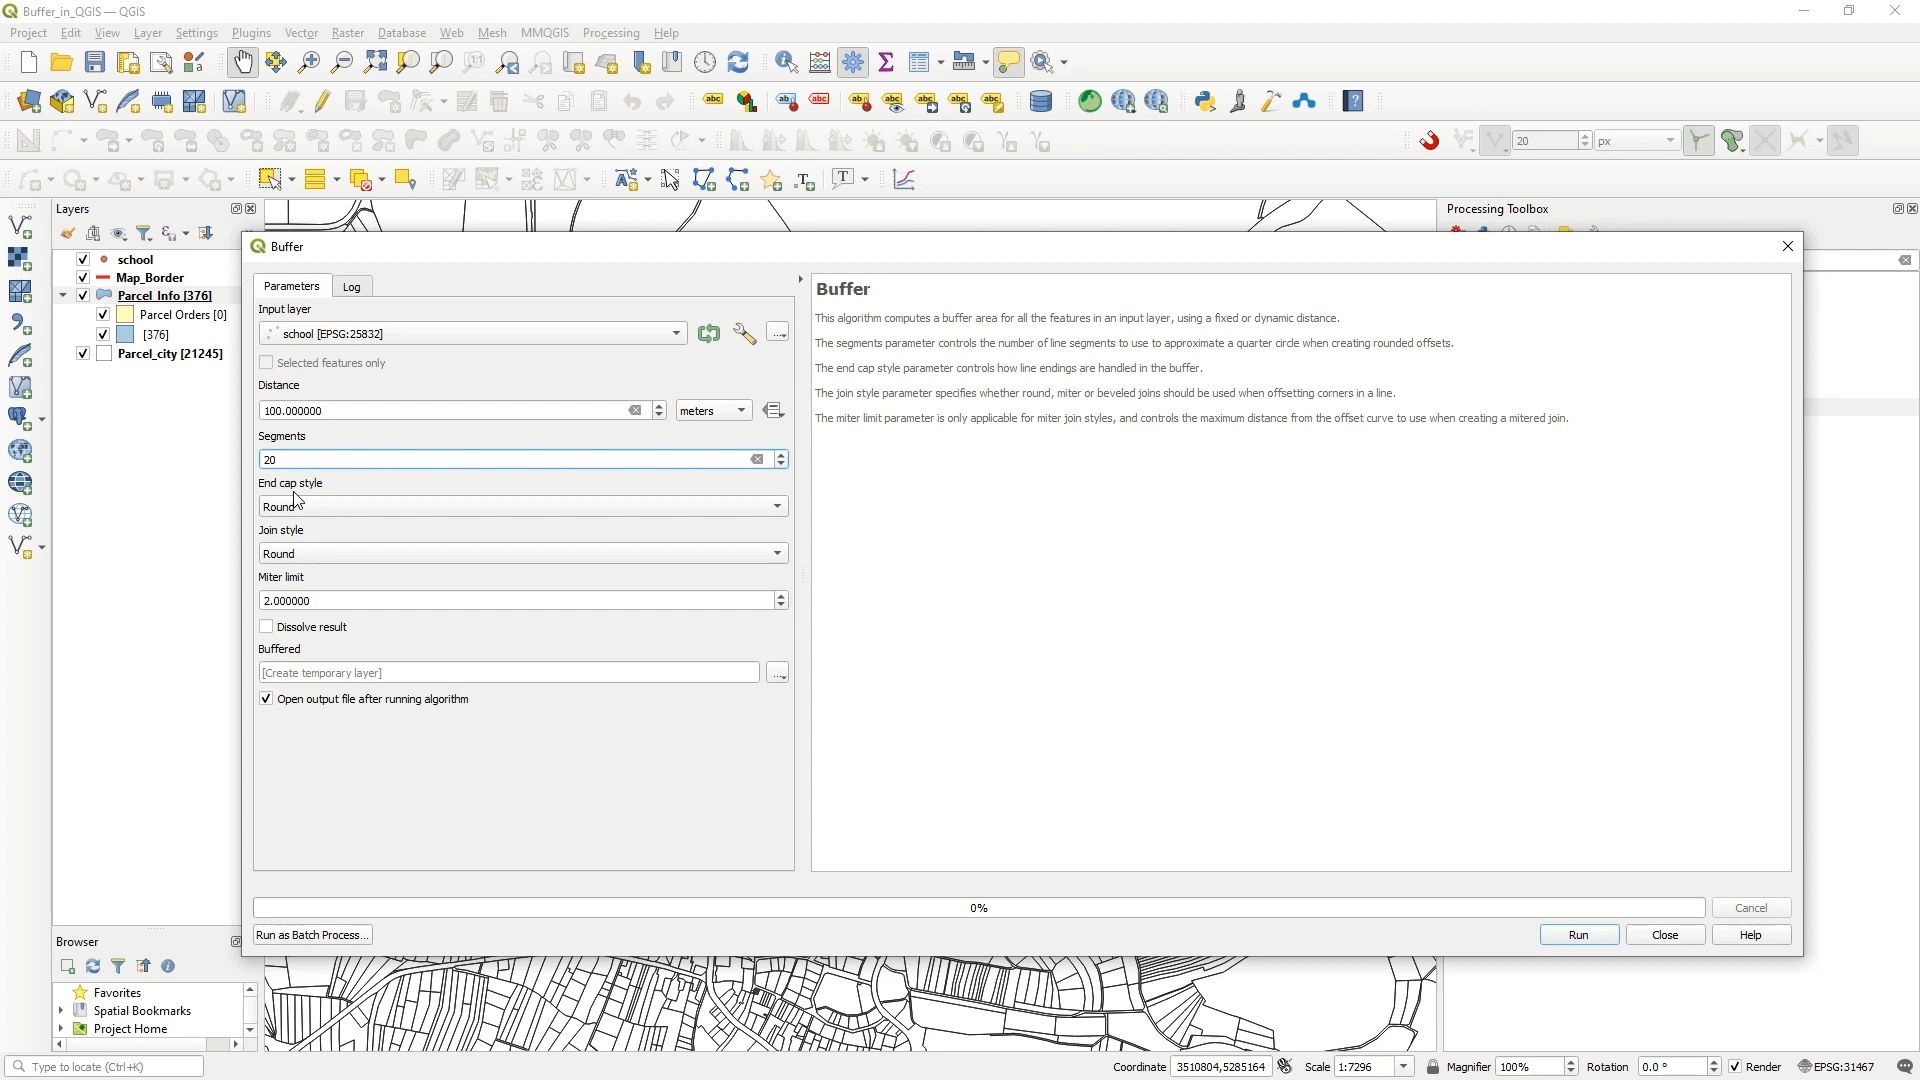 Buffer_in_QGIS — QGIS
Project Edit View Layer Settings Plugins Vector Raster Database Web Mesh MMQGIS Processing Help
20 px
Layers
Processing Toolbox
school
Map_Border
Parcel_Info [376]
Parcel Orders [0]
[376]
Parcel_city [21245]
Buffer
Parameters Log
Input layer
school [EPSG:25832]
Selected features only
Distance
100.000000 meters
Segments
20
End cap style
Round
Join style
Round
Miter limit
2.000000
Dissolve result
Buffered
[Create temporary layer]
Open output file after running algorithm
Buffer
This algorithm computes a buffer area for all the features in an input layer, using a fixed or dynamic distance.
The segments parameter controls the number of line segments to use to approximate a quarter circle when creating rounded offsets.
The end cap style parameter controls how line endings are handled in the buffer.
The join style parameter specifies whether round, miter or beveled joins should be used when offsetting corners in a line.
The miter limit parameter is only applicable for miter join styles, and controls the maximum distance from the offset curve to use when creating a mitered join.
0%
Cancel
Run as Batch Process...
Run Close Help
Browser
Favorites
Spatial Bookmarks
Project Home
Type to locate (Ctrl+K)
Coordinate 3510804,5285164 Scale 1:7296 Magnifier 100% Rotation 0.0 ° Render EPSG:31467